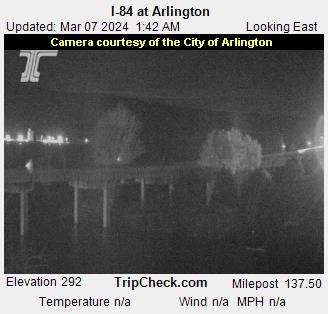 I-84 at Arlington
Updated: Mar 07 2024 1:42 AM Looking East
Camera courtesy of the City of Arlington
Elevation 292 TripCheck.com Milepost 137.50
Temperature n/a Wind n/a MPH n/a